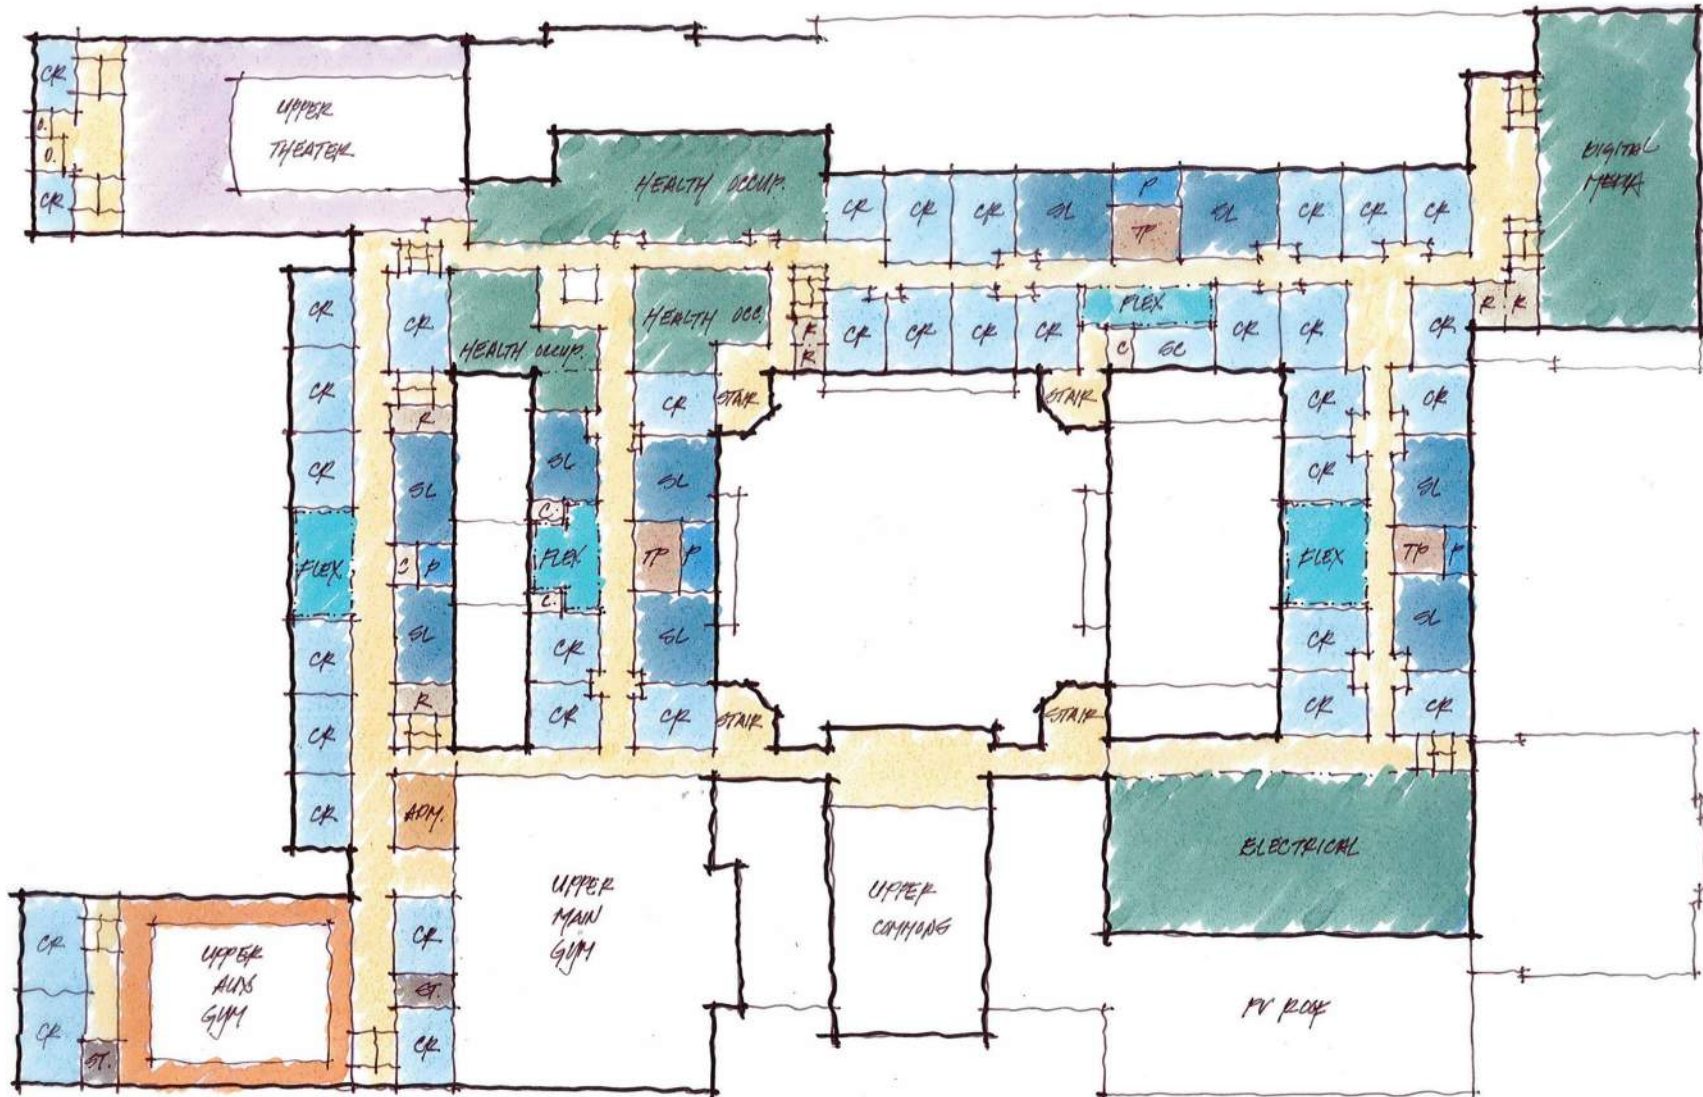 CR
O.
O.
CR
UPPER
THEATER
HEALTH OCCUP.
CR
CR
CR
SL
P
TP
SL
CR
CR
CR
DIGITAL
MEDIA
CR
CR
HEALTH OCCUP.
HEALTH OCC.
R
R
CR
CR
CR
CR
FLEX
C
SC
CR
CR
CR
R R
CR
R
CR
STAIR
STAIR
CR
CR
CR
SL
SL
SL
CR
SL
FLEX
C
P
C.
FLEX
C.
TP
P
FLEX
TP
P
CR
SL
CR
SL
CR
SL
CR
R
CR
CR
STAIR
STAIR
CR
CR
CR
ADM.
UPPER
MAIN
GYM
UPPER
COMMONS
ELECTRICAL
CR
CR
ST.
UPPER
AUX
GYM
CR
ST.
CR
PV ROOF